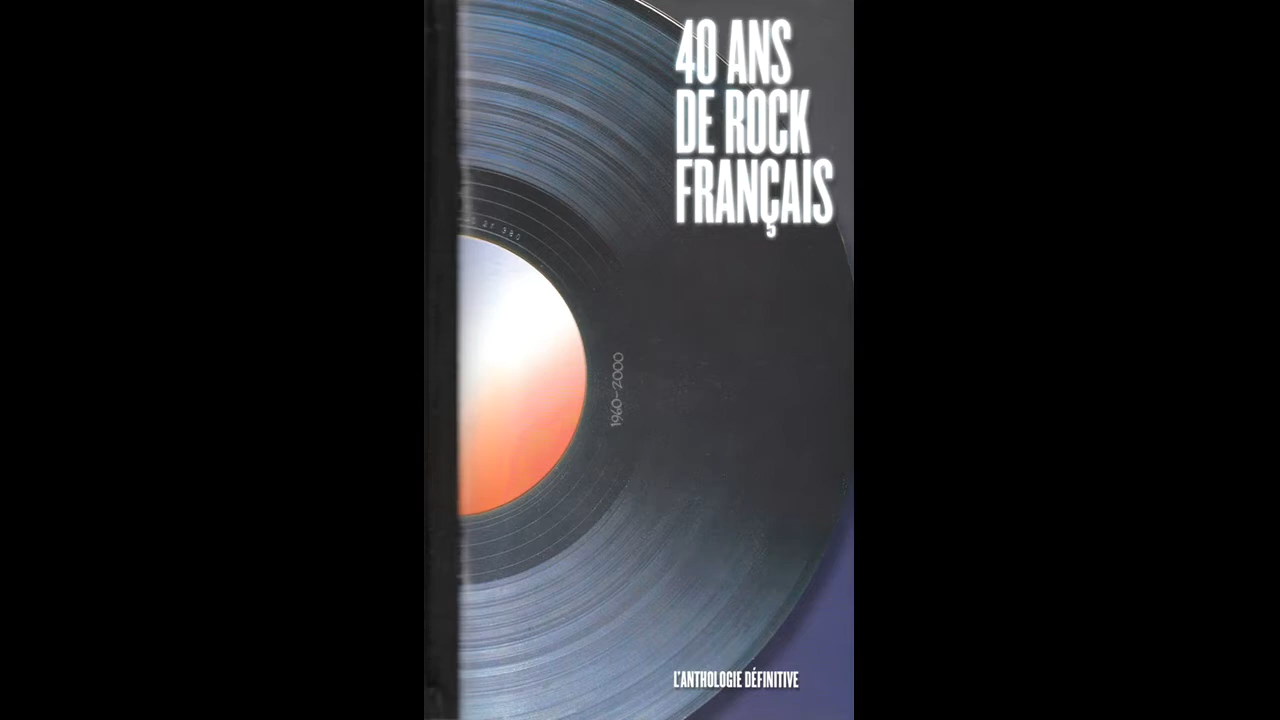 40 ANS
DE ROCK
FRANÇAIS
1960-2000
L'ANTHOLOGIE DÉFINITIVE